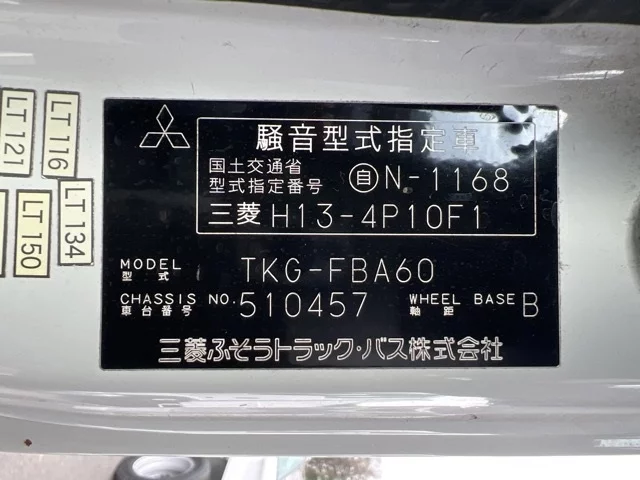 LT 121
LT 116
LT 150
LT 134
騒音型式指定車
国土交通省
型式指定番号 自N-1168
三菱 H13-4P10F1
MODEL TKG-FBA60
型式
CHASSIS NO. 510457 WHEEL BASE B
車台番号 軸距
三菱ふそうトラック・バス株式会社